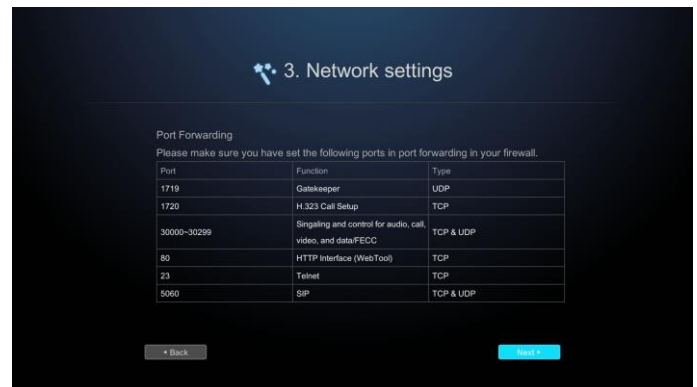 3. Network settings
Port Forwarding
Please make sure you have set the following ports in port forwarding in your firewall.
Port Function Type
1719 Gatekeeper UDP
1720 H.323 Call Setup TCP
30000~30299 Singaling and control for audio, call, video, and data/FECC TCP & UDP
80 HTTP Interface (WebTool) TCP
23 Telnet TCP
5060 SIP TCP & UDP
Back Next